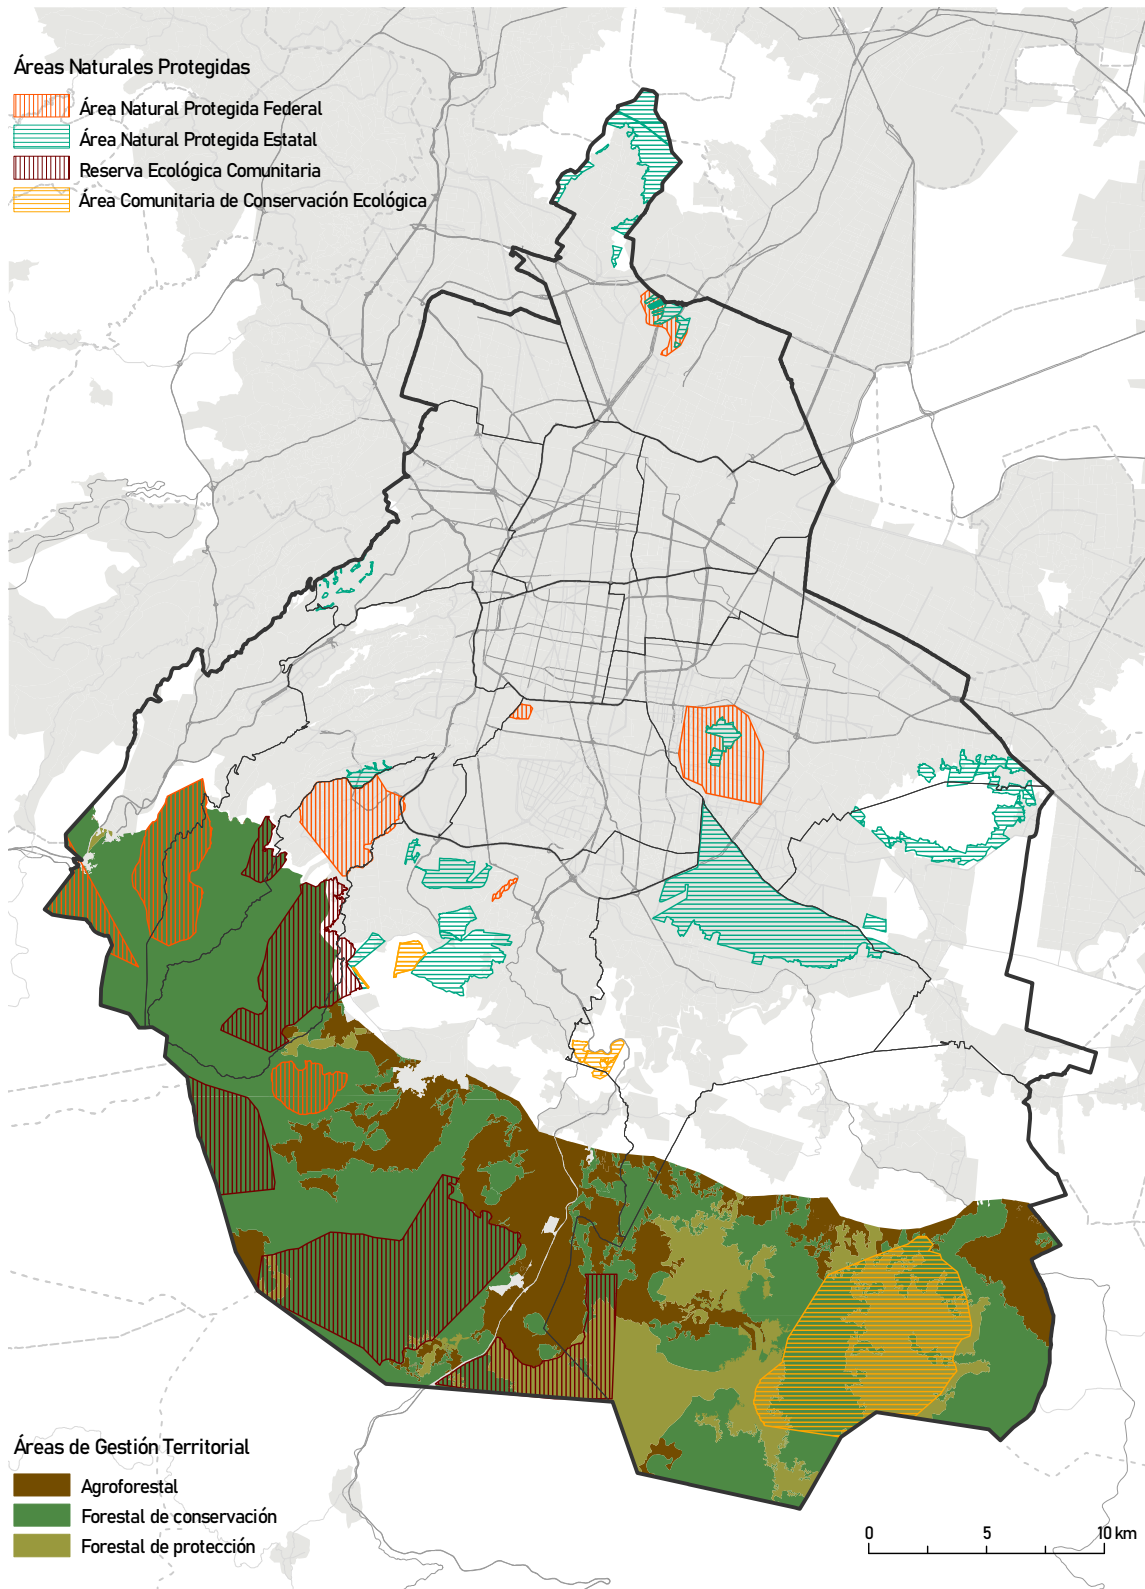 Áreas Naturales Protegidas
Área Natural Protegida Federal
Área Natural Protegida Estatal
Reserva Ecológica Comunitaria
Área Comunitaria de Conservación Ecológica
Áreas de Gestión Territorial
Agroforestal
Forestal de conservación
Forestal de protección
0 5 10 km